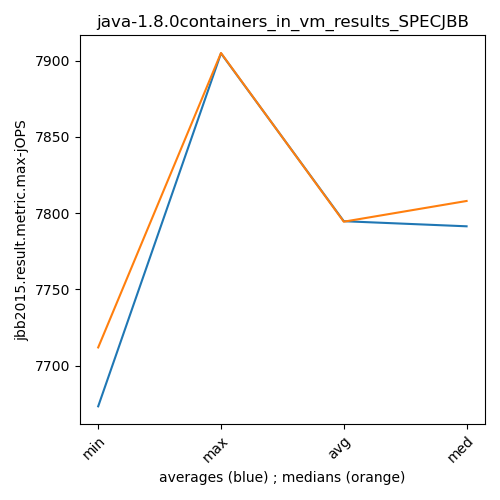 java-1.8.0containers_in_vm_results_SPECJBB
jbb2015.result.metric.max-jOPS
7900
7850
7800
7750
7700
min
max
avg
med
averages (blue) ; medians (orange)